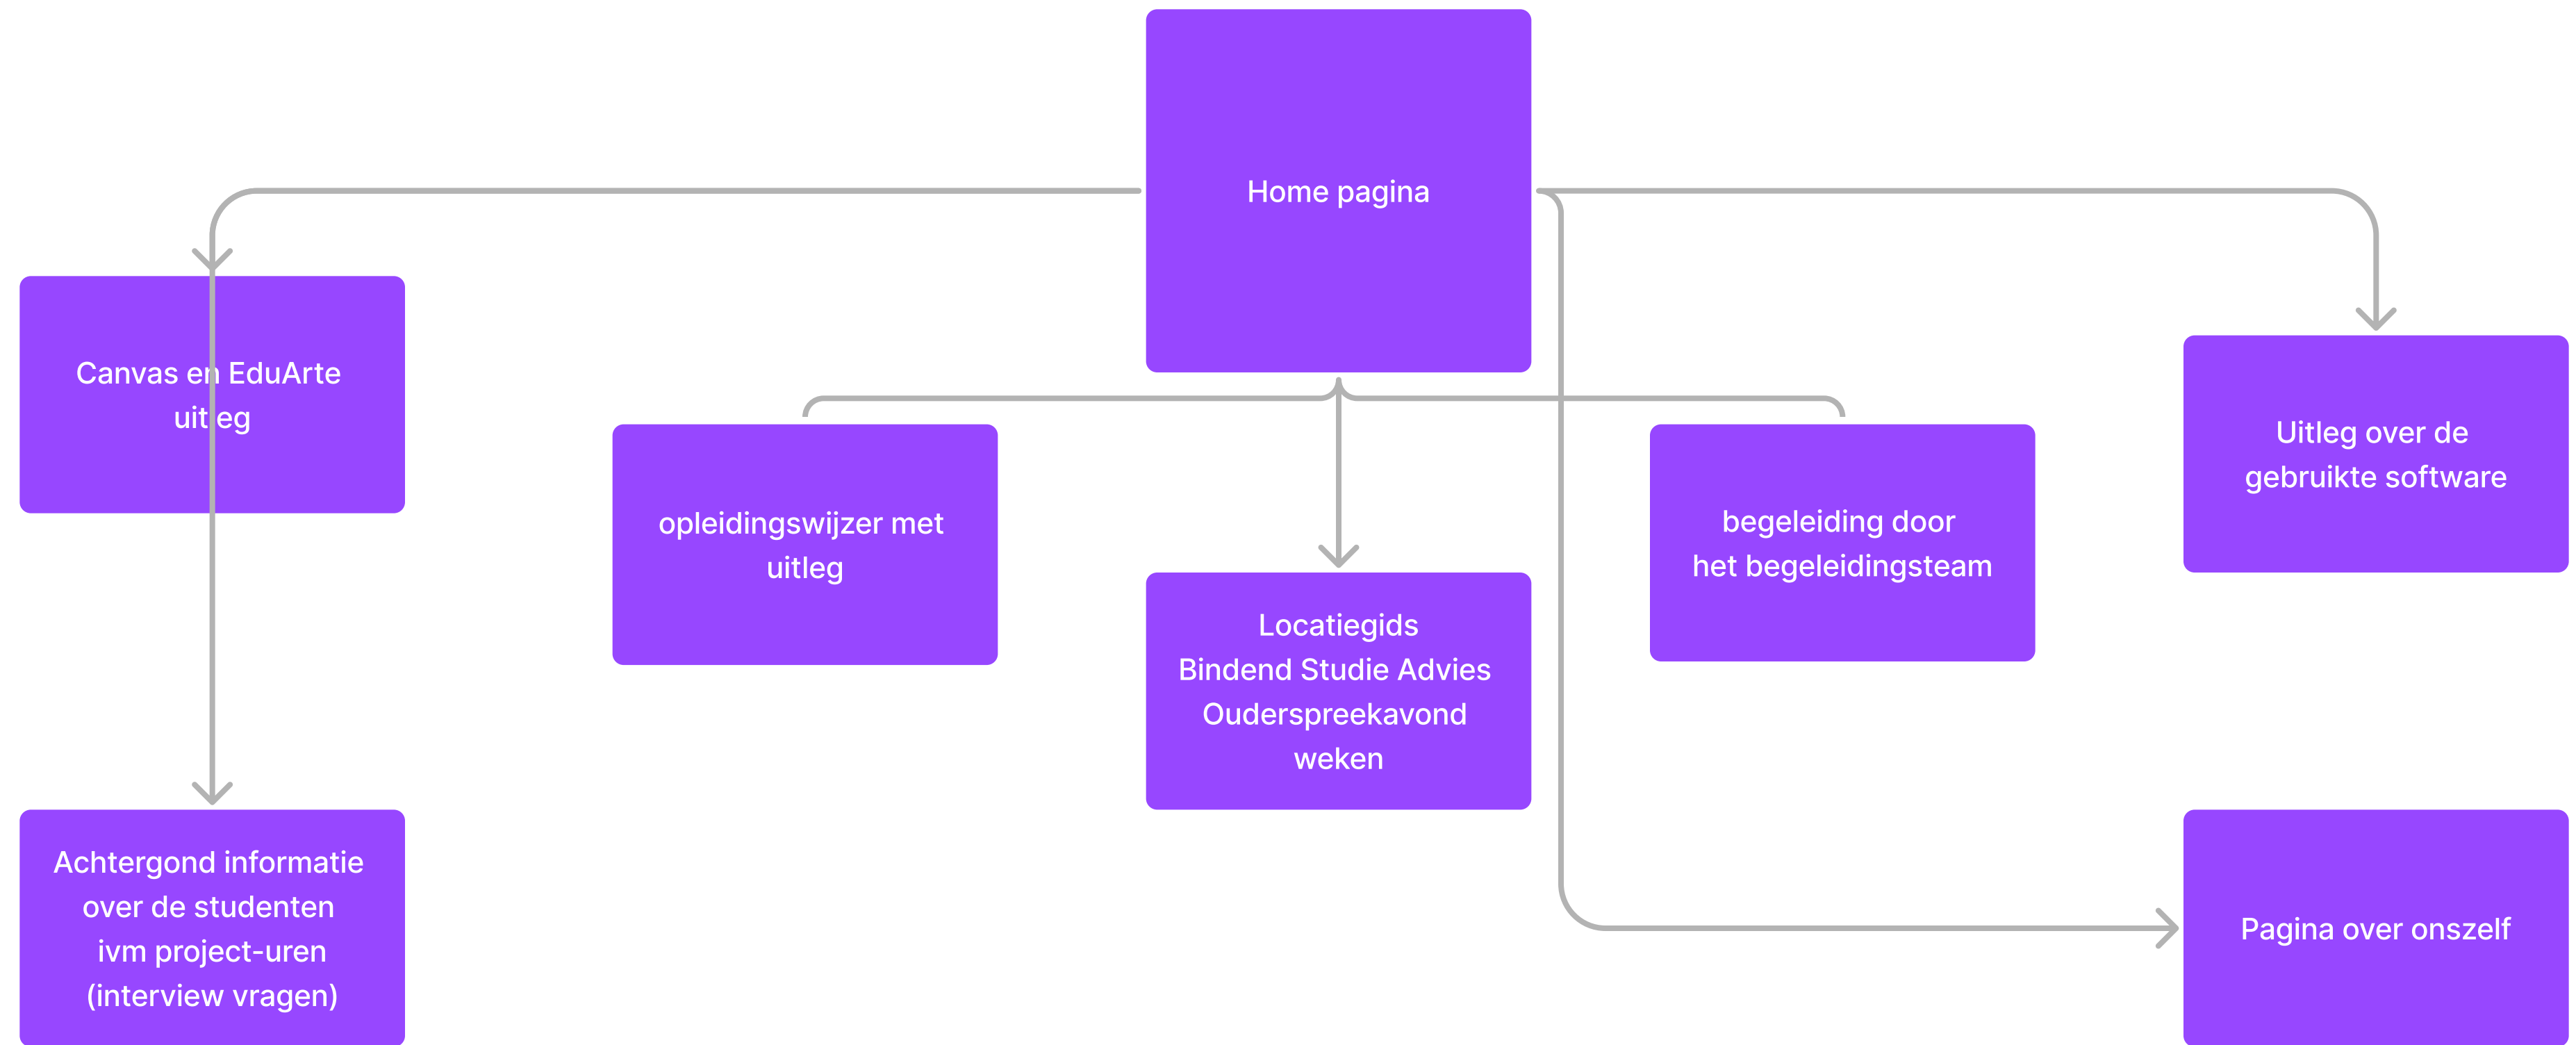 Home pagina
Canvas en EduArte
uitleg
opleidingswijzer met
uitleg
Locatiegids
Bindend Studie Advies
Ouderspreekavond
weken
begeleiding door
het begeleidingsteam
Uitleg over de
gebruikte software
Achtergond informatie
over de studenten
ivm project-uren
(interview vragen)
Pagina over onszelf